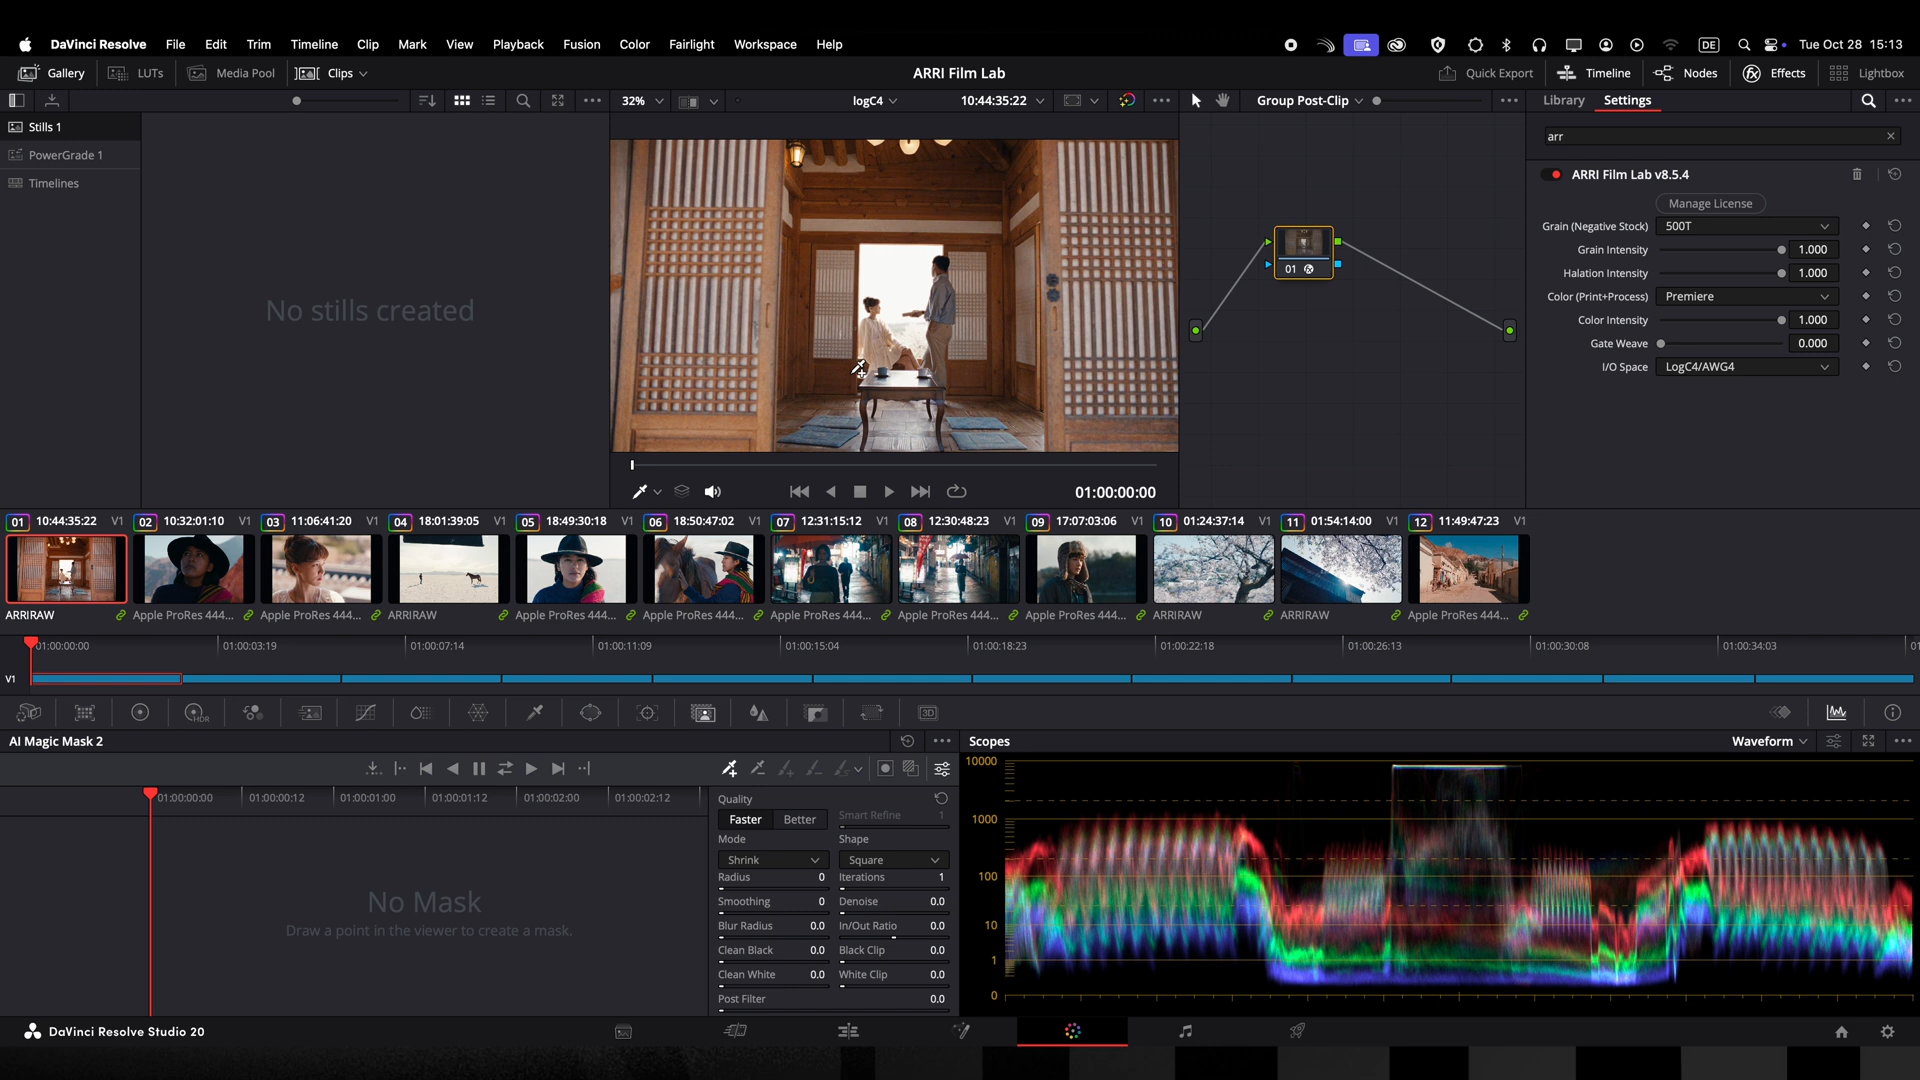 DaVinci Resolve File Edit Trim Timeline Clip Mark View Playback Fusion Color Fairlight Workspace Help DE Tue Oct 28 15:13
Gallery LUTs Media Pool Clips ARRI Film Lab Quick Export Timeline Nodes Effects Lightbox
32% logC4 10:44:35:22 Group Post-Clip Library Settings
Stills 1
PowerGrade 1
Timelines
No stills created
01:00:00:00
01
arr
ARRI Film Lab v8.5.4
Manage License
Grain (Negative Stock) 500T
Grain Intensity 1.000
Halation Intensity 1.000
Color (Print+Process) Premiere
Color Intensity 1.000
Gate Weave 0.000
I/O Space LogC4/AWG4
01 10:44:35:22 V1 02 10:32:01:10 V1 03 11:06:41:20 V1 04 18:01:39:05 V1 05 18:49:30:18 V1 06 18:50:47:02 V1 07 12:31:15:12 V1 08 12:30:48:23 V1 09 17:07:03:06 V1 10 01:24:37:14 V1 11 01:54:14:00 V1 12 11:49:47:23 V1
ARRIRAW Apple ProRes 444... Apple ProRes 444... ARRIRAW Apple ProRes 444... Apple ProRes 444... Apple ProRes 444... Apple ProRes 444... Apple ProRes 444... ARRIRAW ARRIRAW Apple ProRes 444...
01:00:00:00 01:00:03:19 01:00:07:14 01:00:11:09 01:00:15:04 01:00:18:23 01:00:22:18 01:00:26:13 01:00:30:08 01:00:34:03 01
V1
HDR 3D
AI Magic Mask 2
01:00:00:00 01:00:00:12 01:00:01:00 01:00:01:12 01:00:02:00 01:00:02:12
No Mask
Draw a point in the viewer to create a mask.
Quality
Faster Better Smart Refine 1
Mode Shape
Shrink Square
Radius 0 Iterations 1
Smoothing 0 Denoise 0.0
Blur Radius 0.0 In/Out Ratio 0.0
Clean Black 0.0 Black Clip 0.0
Clean White 0.0 White Clip 0.0
Post Filter 0.0
Scopes Waveform
10000
1000
100
10
1
0
DaVinci Resolve Studio 20